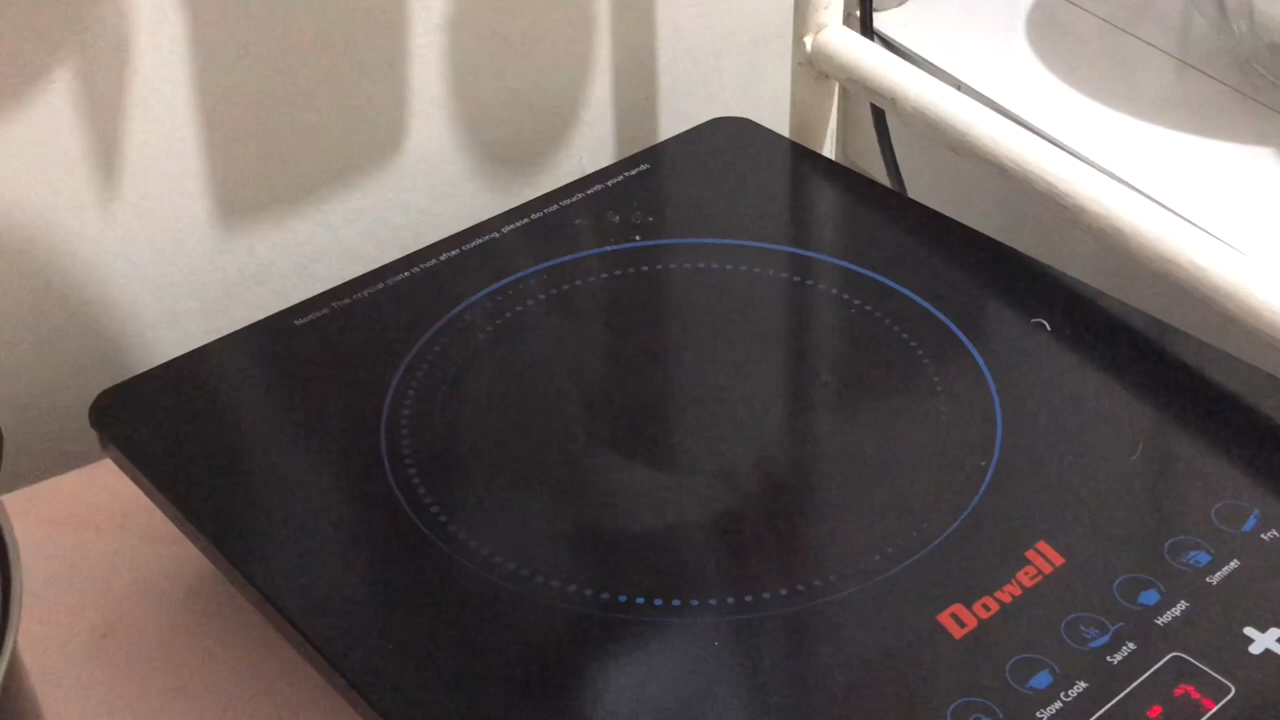 Notice: The crystal plate is hot after cooking, please do not touch with your hands
Dowell
Fry
Simmer
Hotpot
Sauté
Slow Cook